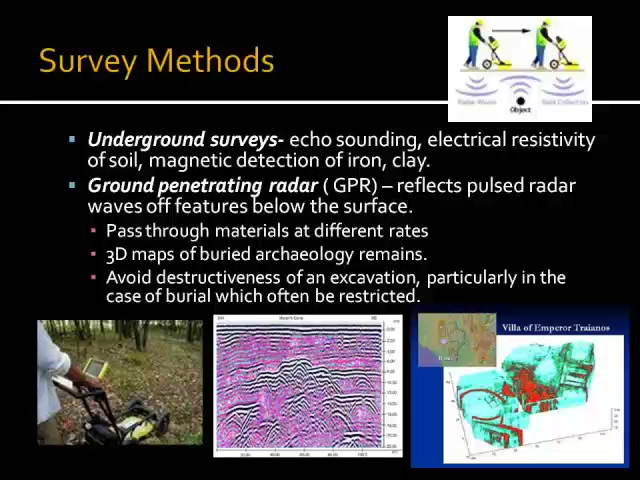 Survey Methods
Object
Underground surveys- echo sounding, electrical resistivity
of soil, magnetic detection of iron, clay.
Ground penetrating radar ( GPR) – reflects pulsed radar
waves off features below the surface.
Pass through materials at different rates
3D maps of buried archaeology remains.
Avoid destructiveness of an excavation, particularly in the
case of burial which often be restricted.
Villa of Emperor Traianos